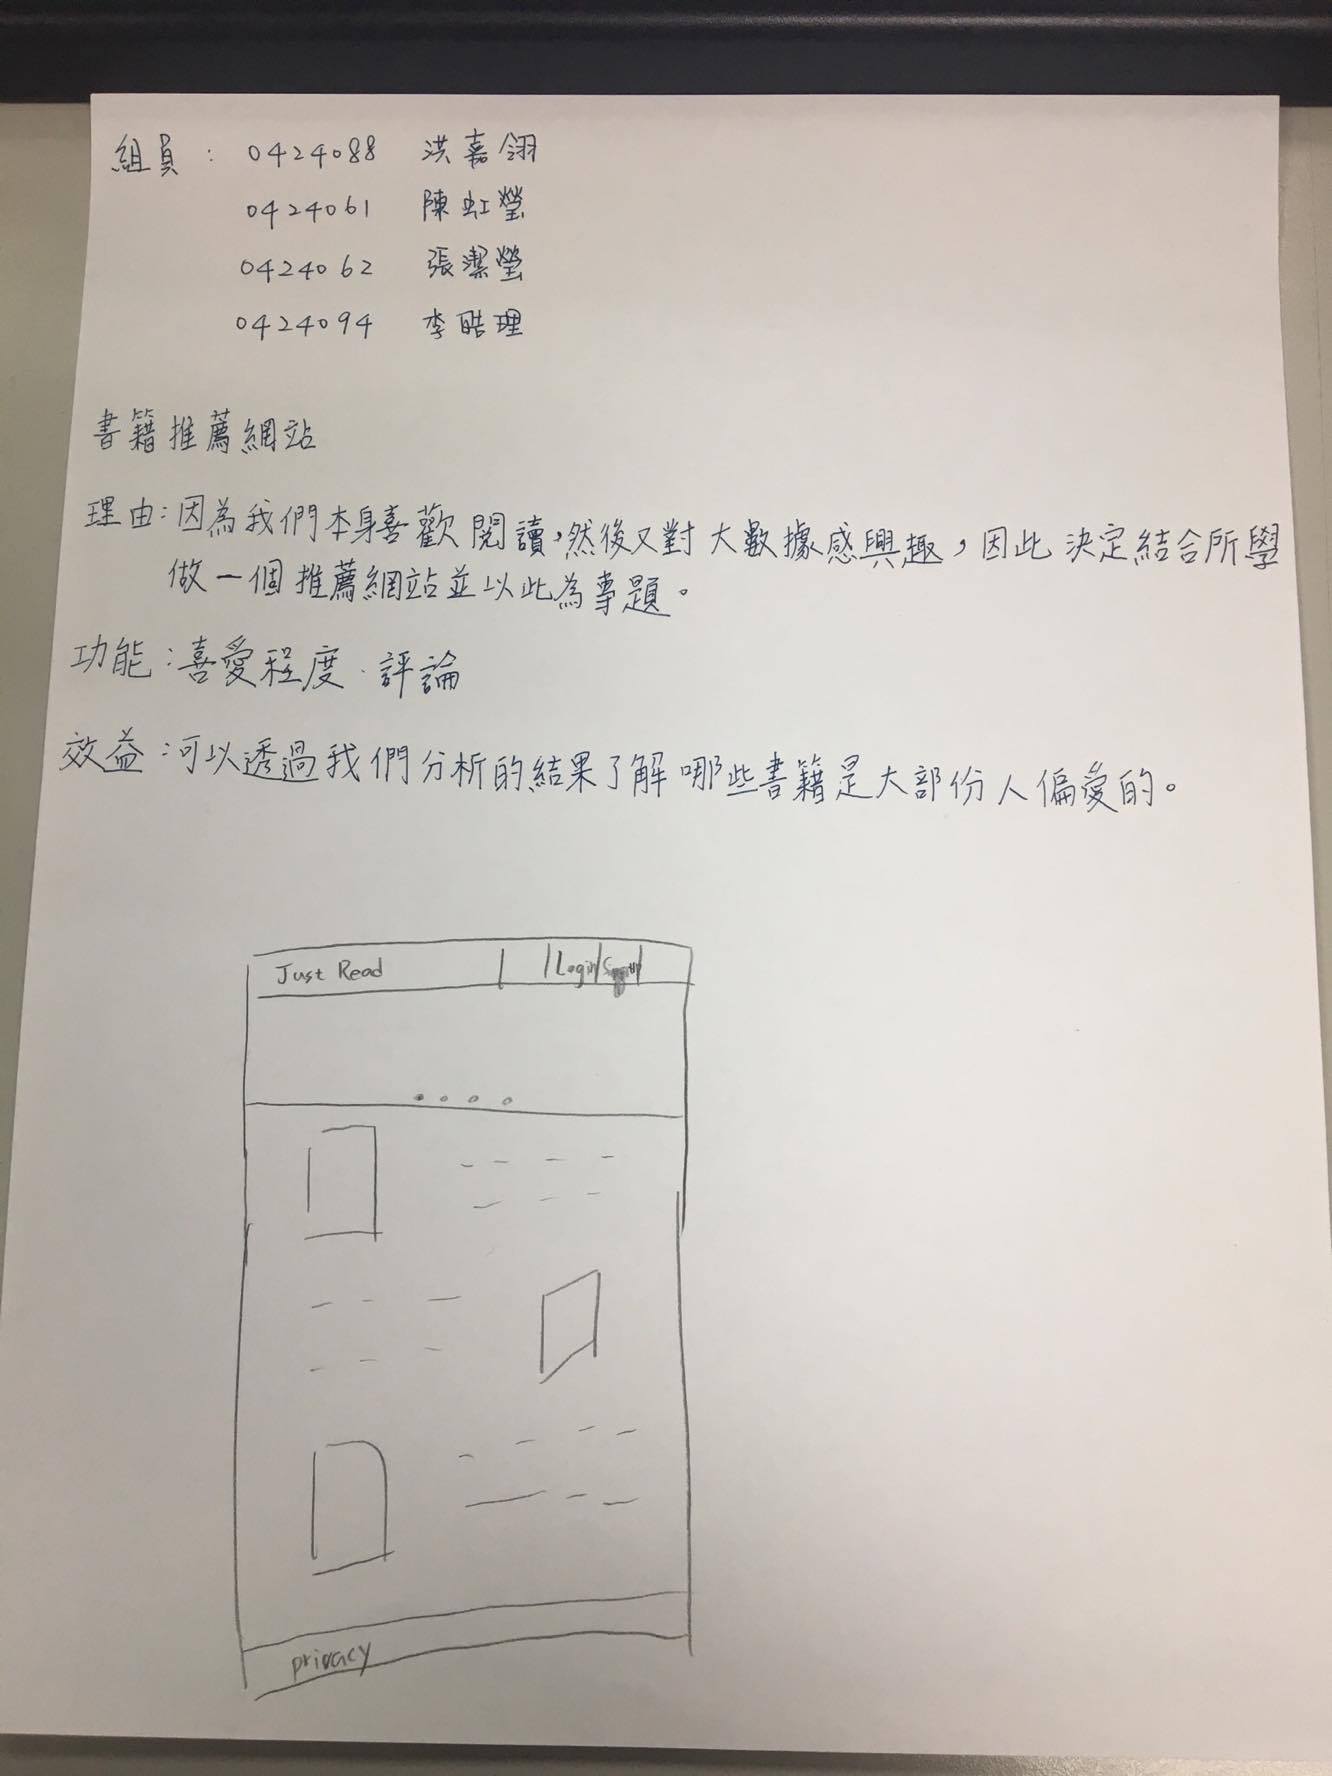 組員: 0424088 洪嘉翎
0424061 陳虹瑩
0424062 張潔瑩
0424094 李皓理
書籍推薦網站
理由:因為我們本身喜歡閱讀,然後又對大數據感興趣,因此決定結合所學
做一個推薦網站並以此為專題。
功能:喜愛程度、評論
效益:可以透過我們分析的結果了解哪些書籍是大部份人偏愛的。
Just Read Login
privacy